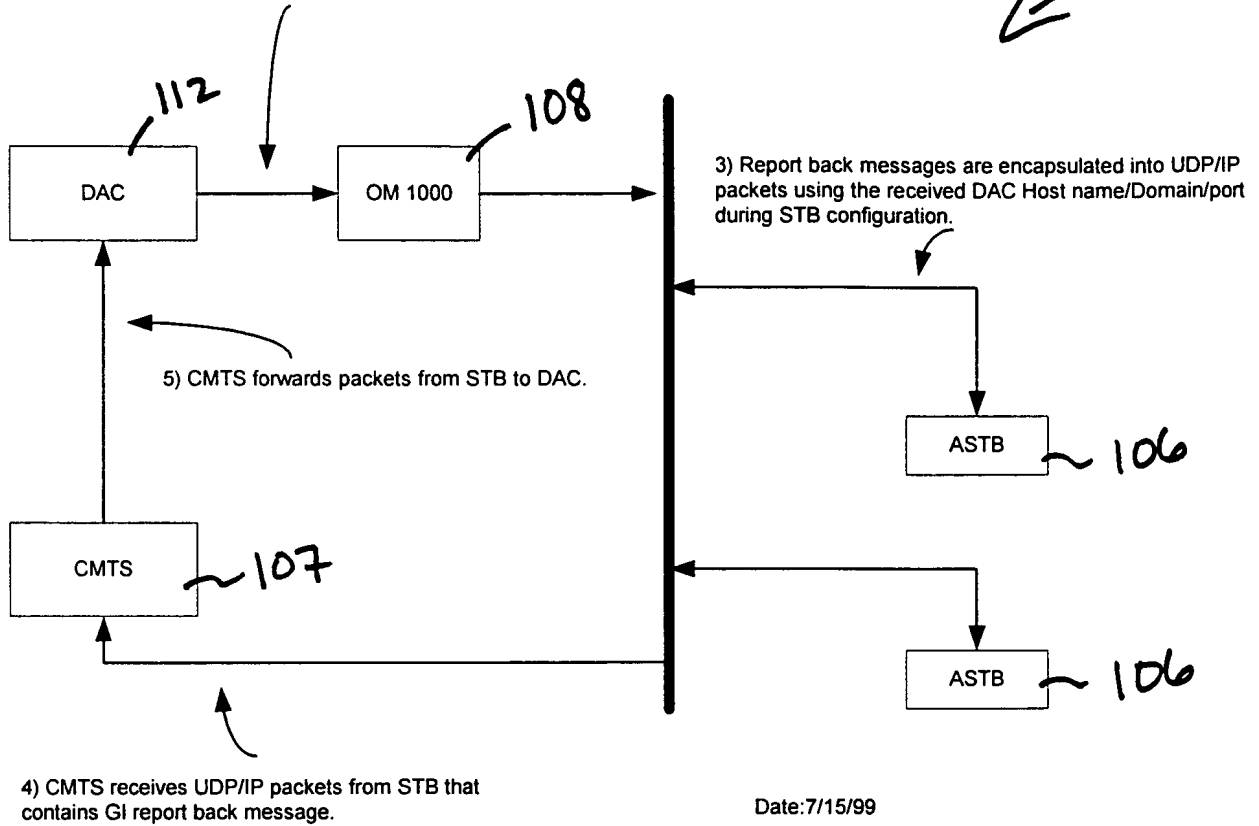 112
108
DAC
OM 1000
3) Report back messages are encapsulated into UDP/IP
packets using the received DAC Host name/Domain/port
during STB configuration.
5) CMTS forwards packets from STB to DAC.
ASTB
106
CMTS
107
ASTB
106
4) CMTS receives UDP/IP packets from STB that
contains GI report back message.
Date:7/15/99